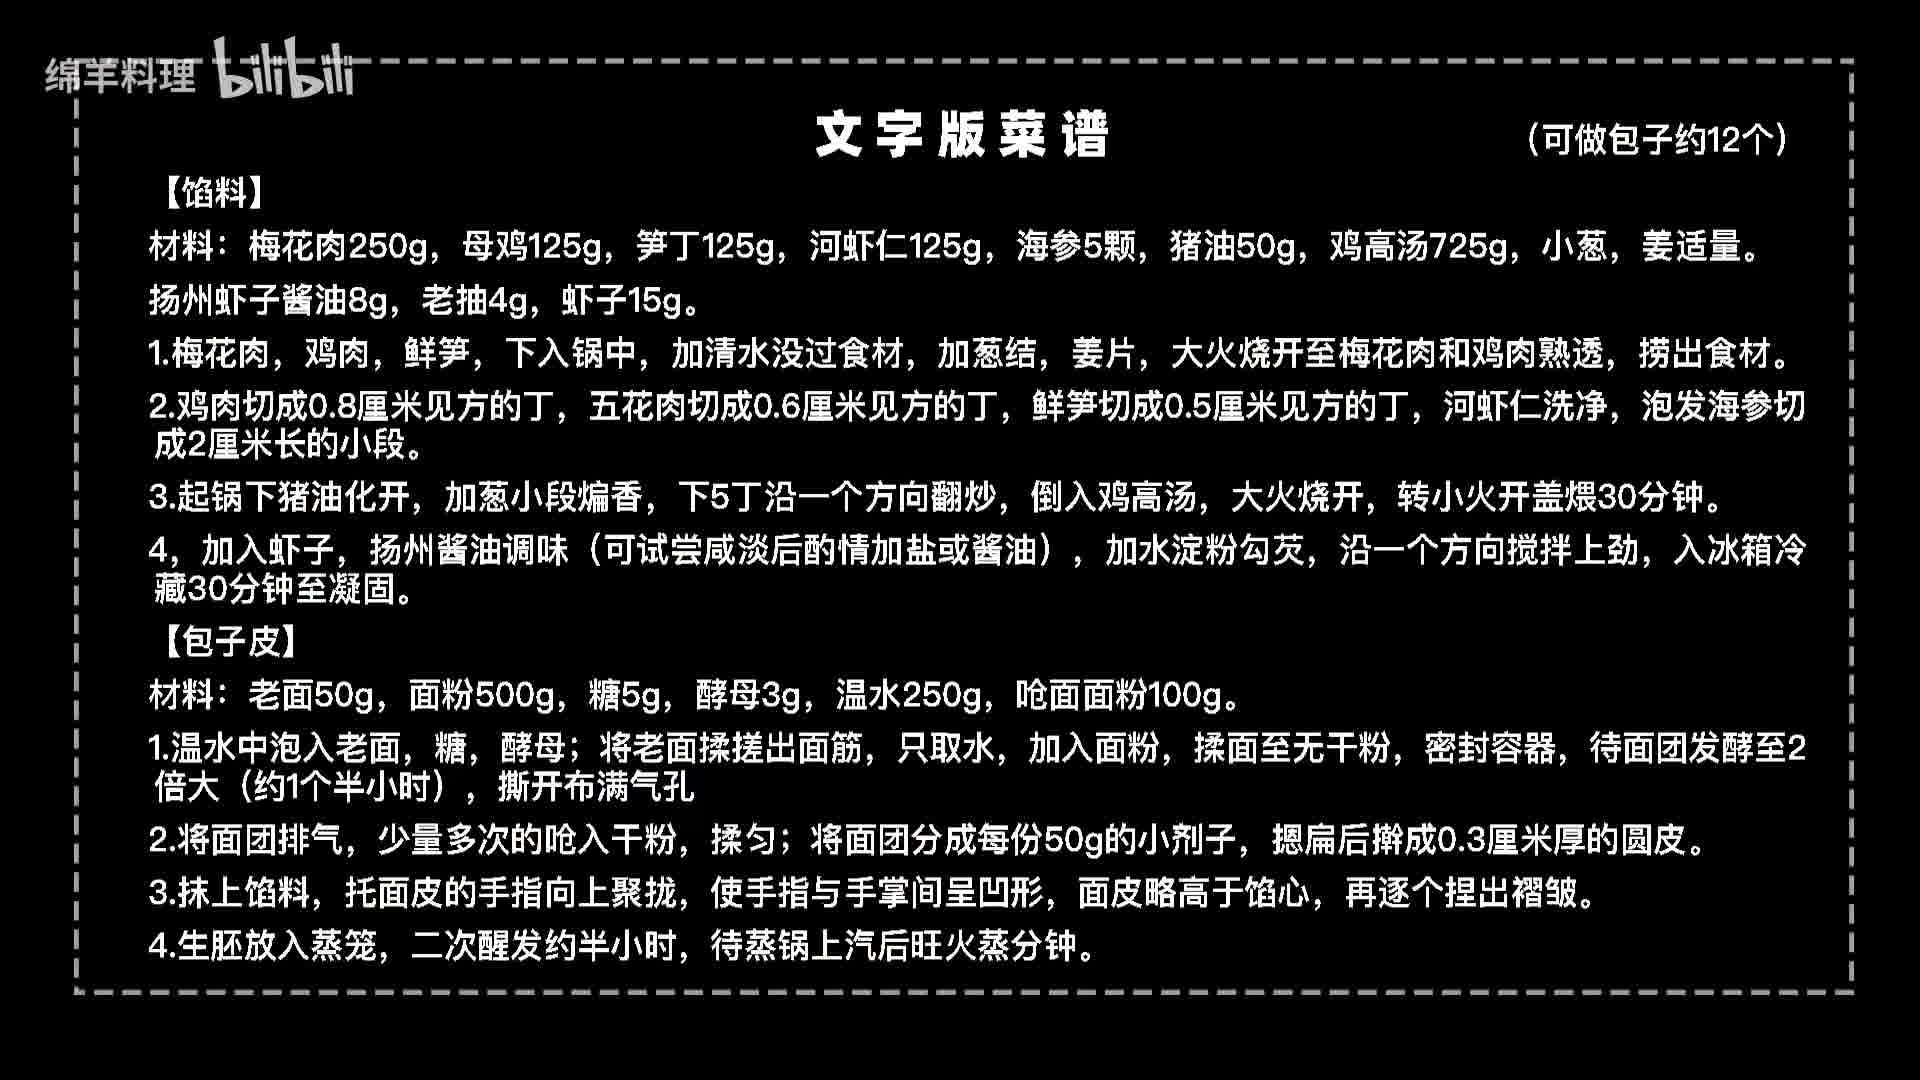 绵羊料理 bilibili
文字版菜谱
（可做包子约12个）
【馅料】
材料：梅花肉250g，母鸡125g，笋丁125g，河虾仁125g，海参5颗，猪油50g，鸡高汤725g，小葱，姜适量。
扬州虾子酱油8g，老抽4g，虾子15g。
1.梅花肉，鸡肉，鲜笋，下入锅中，加清水没过食材，加葱结，姜片，大火烧开至梅花肉和鸡肉熟透，捞出食材。
2.鸡肉切成0.8厘米见方的丁，五花肉切成0.6厘米见方的丁，鲜笋切成0.5厘米见方的丁，河虾仁洗净，泡发海参切
成2厘米长的小段。
3.起锅下猪油化开，加葱小段煸香，下5丁沿一个方向翻炒，倒入鸡高汤，大火烧开，转小火开盖煨30分钟。
4，加入虾子，扬州酱油调味（可试尝咸淡后酌情加盐或酱油），加水淀粉勾芡，沿一个方向搅拌上劲，入冰箱冷
藏30分钟至凝固。
【包子皮】
材料：老面50g，面粉500g，糖5g，酵母3g，温水250g，呛面面粉100g。
1.温水中泡入老面，糖，酵母；将老面揉搓出面筋，只取水，加入面粉，揉面至无干粉，密封容器，待面团发酵至2
倍大（约1个半小时），撕开布满气孔
2.将面团排气，少量多次的呛入干粉，揉匀；将面团分成每份50g的小剂子，摁扁后擀成0.3厘米厚的圆皮。
3.抹上馅料，托面皮的手指向上聚拢，使手指与手掌间呈凹形，面皮略高于馅心，再逐个捏出褶皱。
4.生胚放入蒸笼，二次醒发约半小时，待蒸锅上汽后旺火蒸分钟。